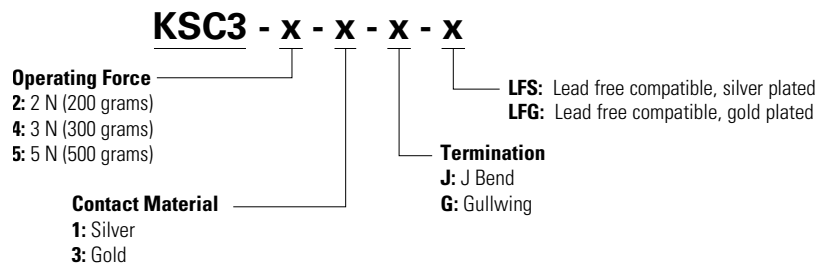 KSC3 - x - x - x - x
Operating Force
2: 2 N (200 grams)
4: 3 N (300 grams)
5: 5 N (500 grams)
Contact Material
1: Silver
3: Gold
Termination
J: J Bend
G: Gullwing
LFS: Lead free compatible, silver plated
LFG: Lead free compatible, gold plated